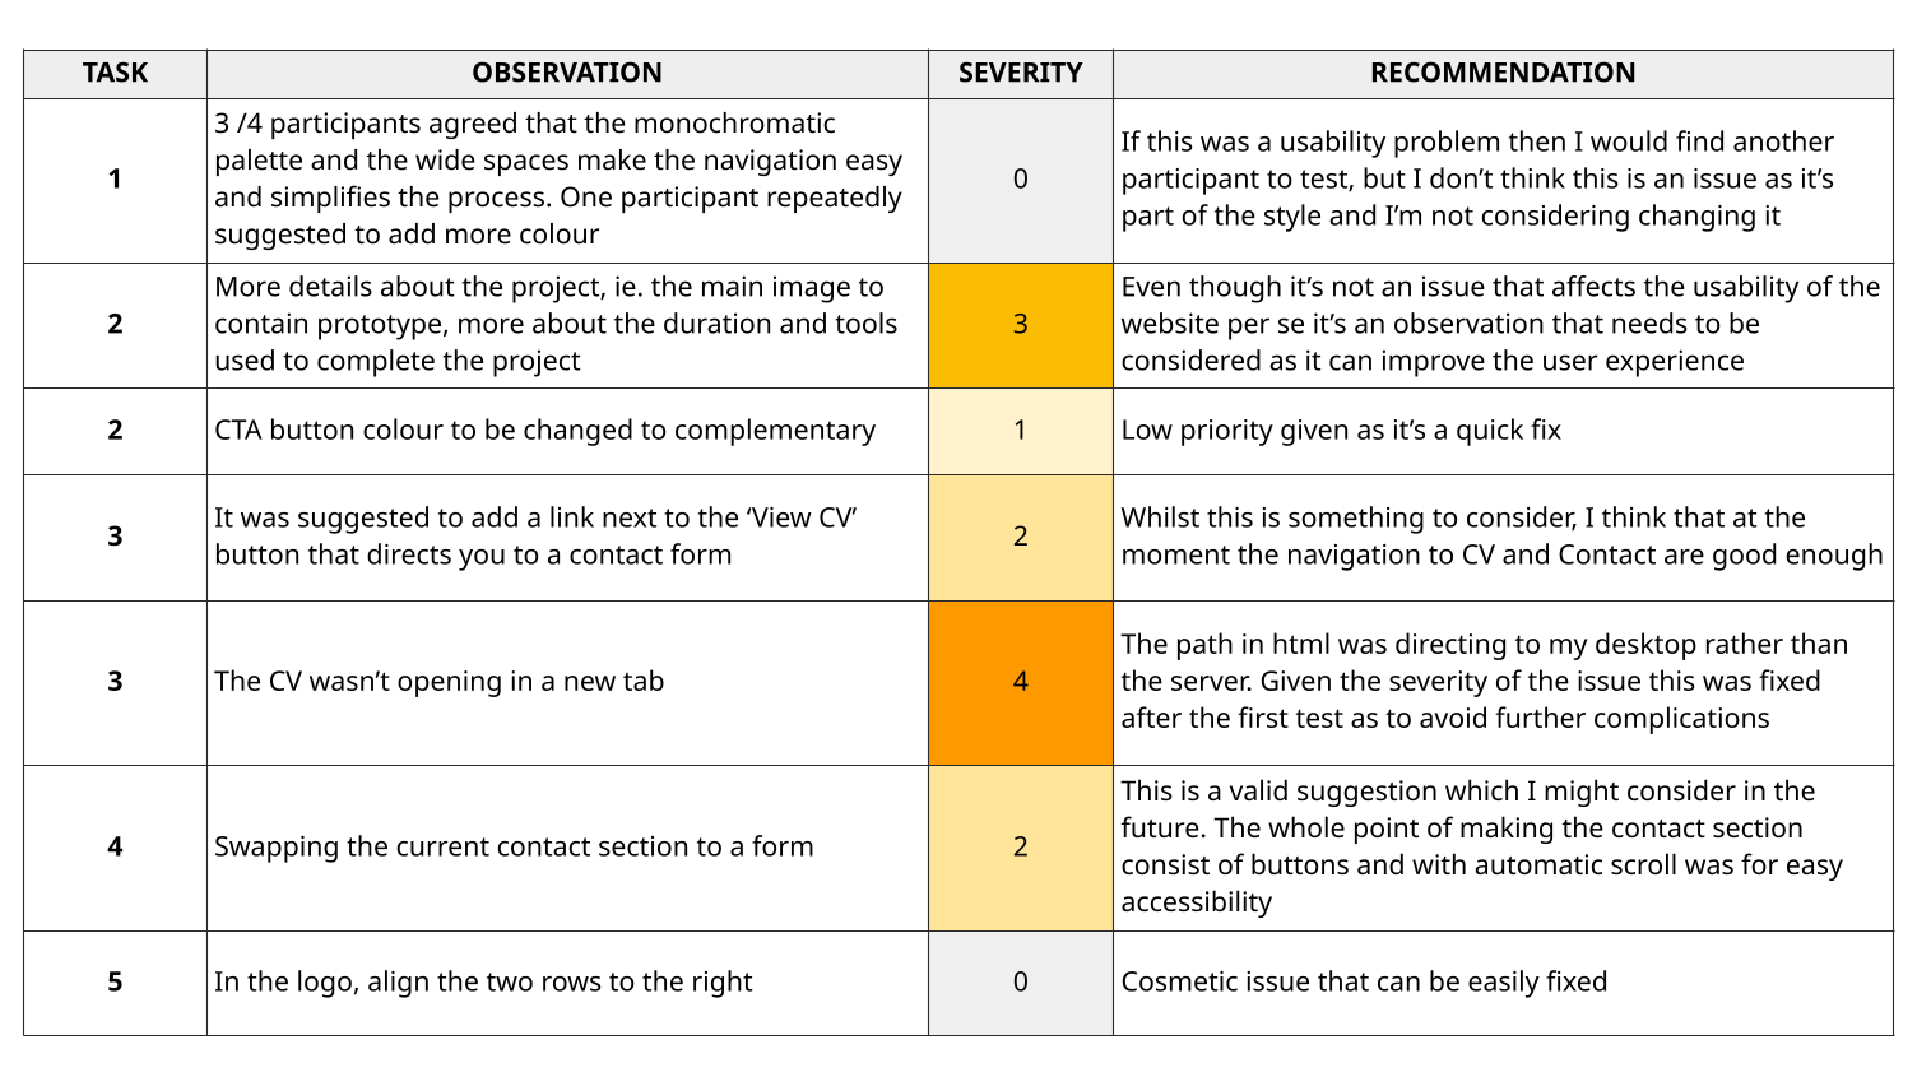 TASK OBSERVATION SEVERITY RECOMMENDATION
1
3 /4 participants agreed that the monochromatic
palette and the wide spaces make the navigation easy
and simplifies the process. One participant repeatedly
suggested to add more colour
0
If this was a usability problem then I would find another
participant to test, but I don’t think this is an issue as it’s
part of the style and I’m not considering changing it
2
More details about the project, ie. the main image to
contain prototype, more about the duration and tools
used to complete the project
3
Even though it’s not an issue that affects the usability of the
website per se it’s an observation that needs to be
considered as it can improve the user experience
2
CTA button colour to be changed to complementary
1
Low priority given as it’s a quick fix
3
It was suggested to add a link next to the ‘View CV’
button that directs you to a contact form
2
Whilst this is something to consider, I think that at the
moment the navigation to CV and Contact are good enough
3
The CV wasn’t opening in a new tab
4
The path in html was directing to my desktop rather than
the server. Given the severity of the issue this was fixed
after the first test as to avoid further complications
4
Swapping the current contact section to a form
2
This is a valid suggestion which I might consider in the
future. The whole point of making the contact section
consist of buttons and with automatic scroll was for easy
accessibility
5
In the logo, align the two rows to the right
0
Cosmetic issue that can be easily fixed